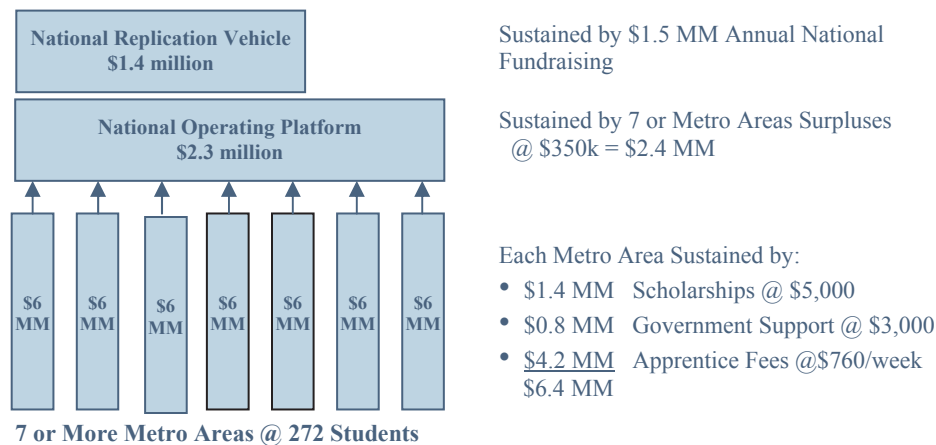 National Replication Vehicle
$1.4 million
Sustained by $1.5 MM Annual National
Fundraising
National Operating Platform
$2.3 million
Sustained by 7 or Metro Areas Surpluses
@ $350k = $2.4 MM
$6
MM
$6
MM
$6
MM
$6
MM
$6
MM
$6
MM
$6
MM
Each Metro Area Sustained by:
• $1.4 MM Scholarships @ $5,000
• $0.8 MM Government Support @ $3,000
• $4.2 MM Apprentice Fees @$760/week
$6.4 MM
7 or More Metro Areas @ 272 Students